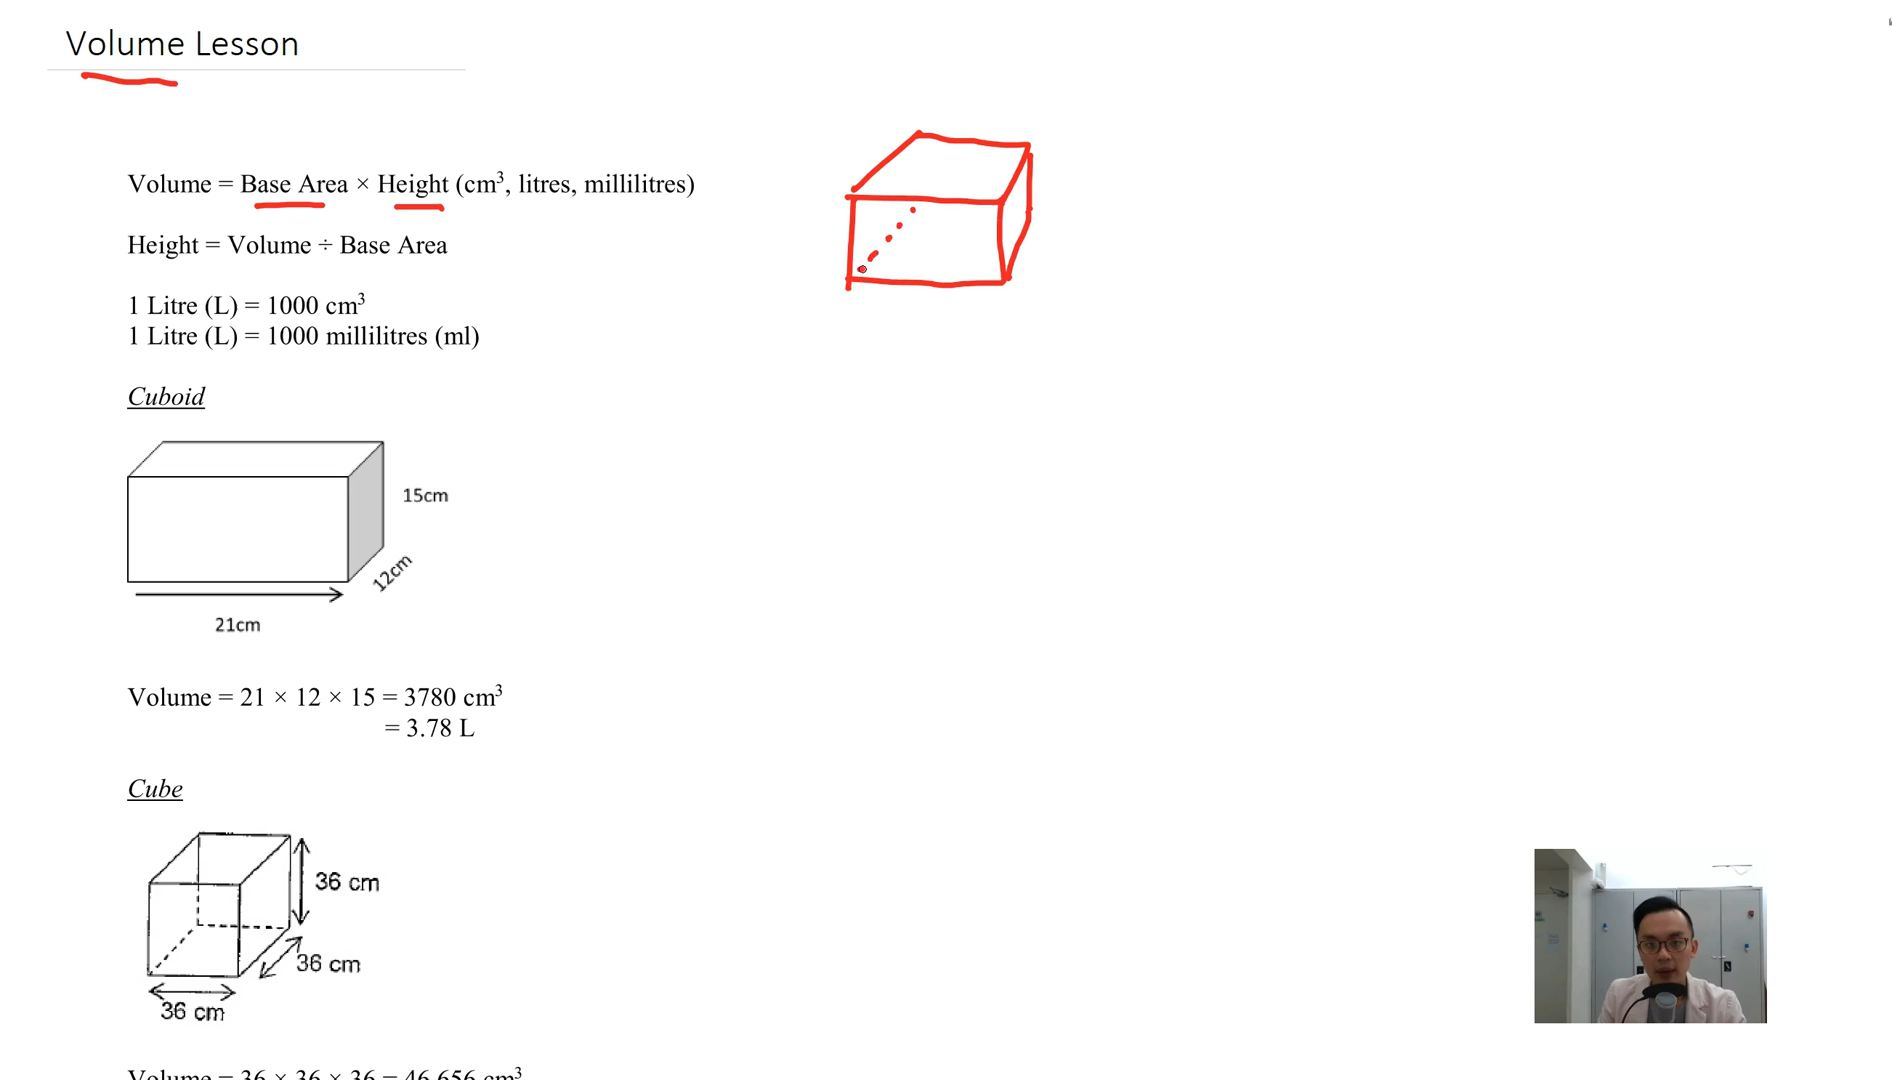 Volume Lesson
Volume = Base Area × Height (cm³, litres, millilitres)
Height = Volume ÷ Base Area
1 Litre (L) = 1000 cm³
1 Litre (L) = 1000 millilitres (ml)
Cuboid
15cm
12cm
21cm
Volume = 21 × 12 × 15 = 3780 cm³
= 3.78 L
Cube
36 cm
36 cm
36 cm
Volume = 36 × 36 × 36 = 46 656 cm³